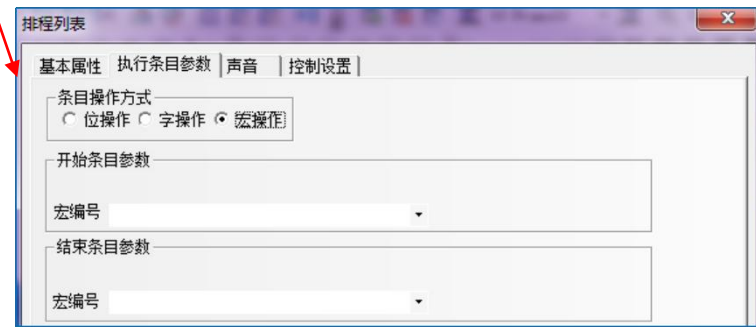 排程列表
基本属性 执行条目参数 声音 控制设置
条目操作方式
位操作 字操作 宏操作
开始条目参数
宏编号
结束条目参数
宏编号